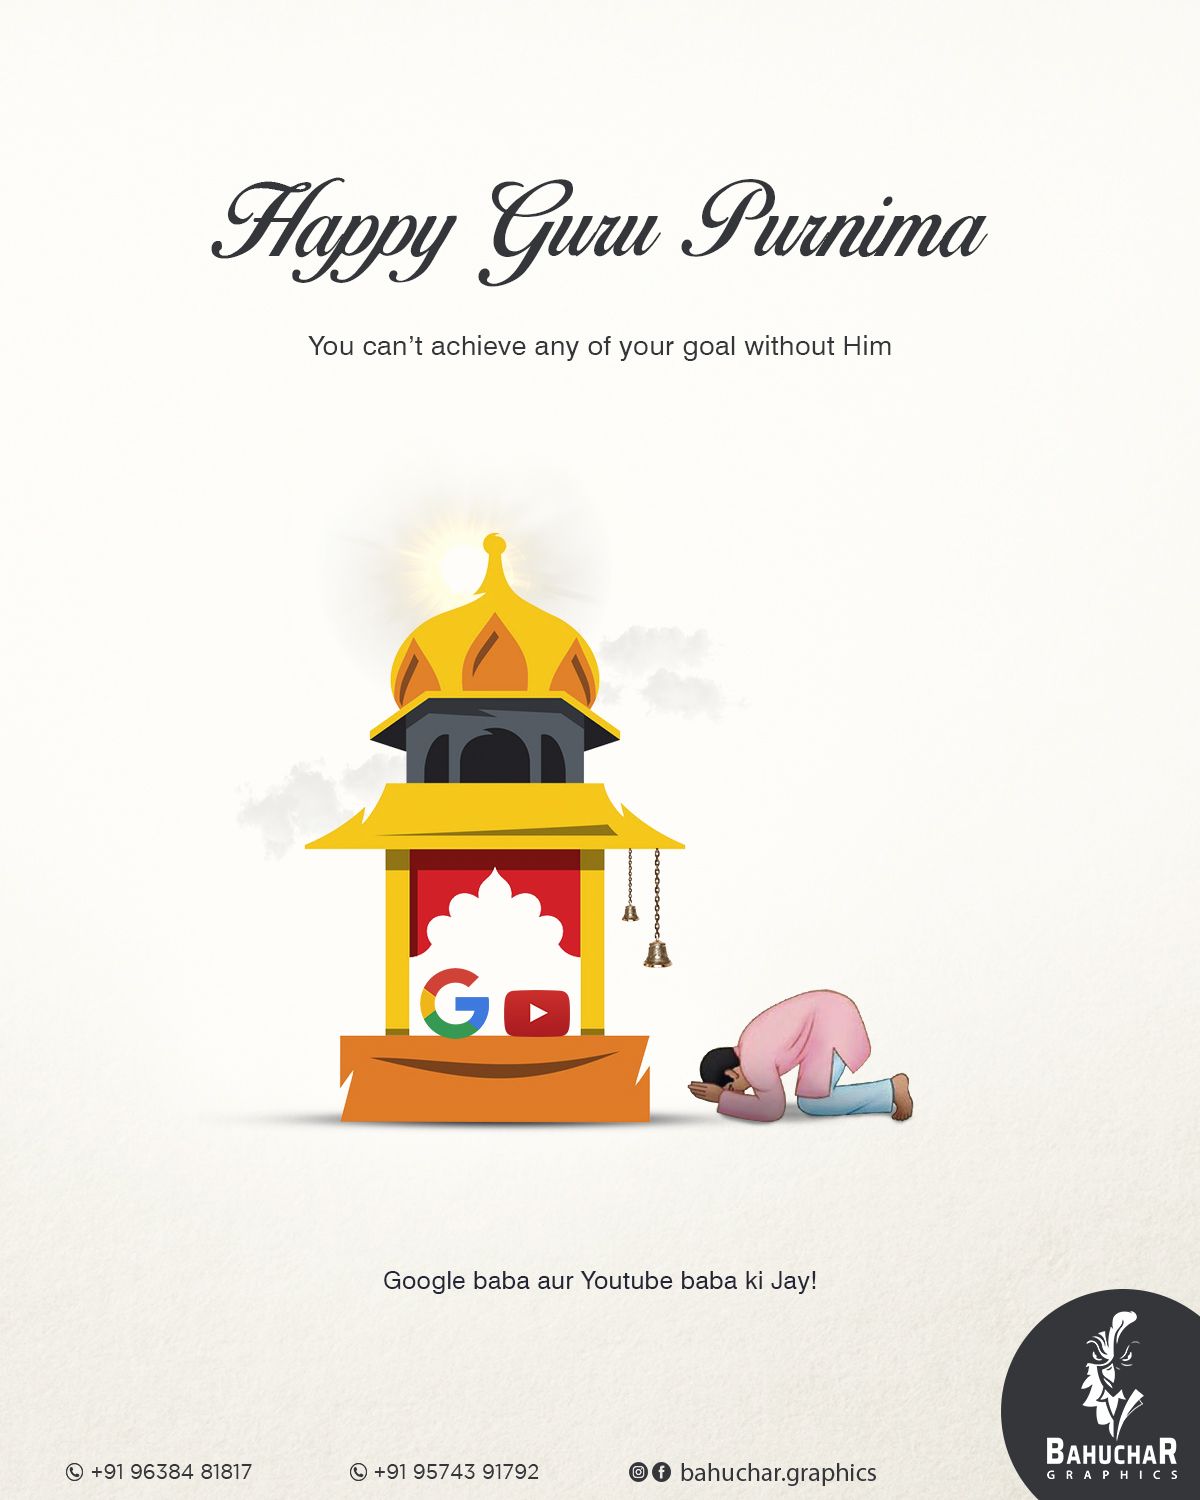 Happy Guru Purnima
You can’t achieve any of your goal without Him
Google baba aur Youtube baba ki Jay!
+91 96384 81817
+91 95743 91792
bahuchar.graphics
BAHUCHAR
GRAPHICS